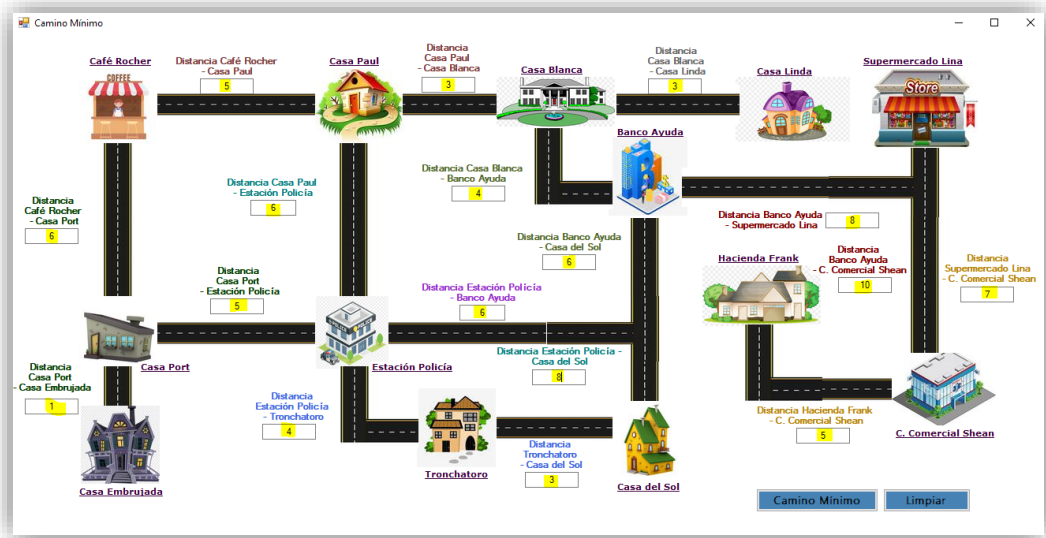 Camino Mínimo
Café Rocher
COFFEE
Distancia Café Rocher
- Casa Paul
5
Casa Paul
Distancia
Casa Paul
- Casa Blanca
3
Casa Blanca
Distancia
Casa Blanca
- Casa Linda
3
Casa Linda
Supermercado Lina
Store
Banco Ayuda
B
Distancia
Café Rocher
- Casa Port
6
Distancia Casa Paul
- Estación Policía
6
Distancia Casa Blanca
- Banco Ayuda
4
Distancia Banco Ayuda
- Supermercado Lina
8
Distancia Banco Ayuda
- Casa del Sol
6
Hacienda Frank
Distancia
Banco Ayuda
- C. Comercial Shean
10
Distancia
Supermercado Lina
- C. Comercial Shean
7
Distancia
Casa Port
- Estación Policía
5
Distancia Estación Policía
- Banco Ayuda
6
Distancia Estación Policía -
Casa del Sol
8
Casa Port
Estación Policía
Distancia
Casa Port
- Casa Embrujada
1
Distancia
Estación Policía
- Tronchatoro
4
Tronchatoro
Distancia
Tronchatoro
- Casa del Sol
3
Distancia Hacienda Frank
- C. Comercial Shean
5
C. Comercial Shean
Casa Embrujada
Casa del Sol
Camino Mínimo
Limpiar